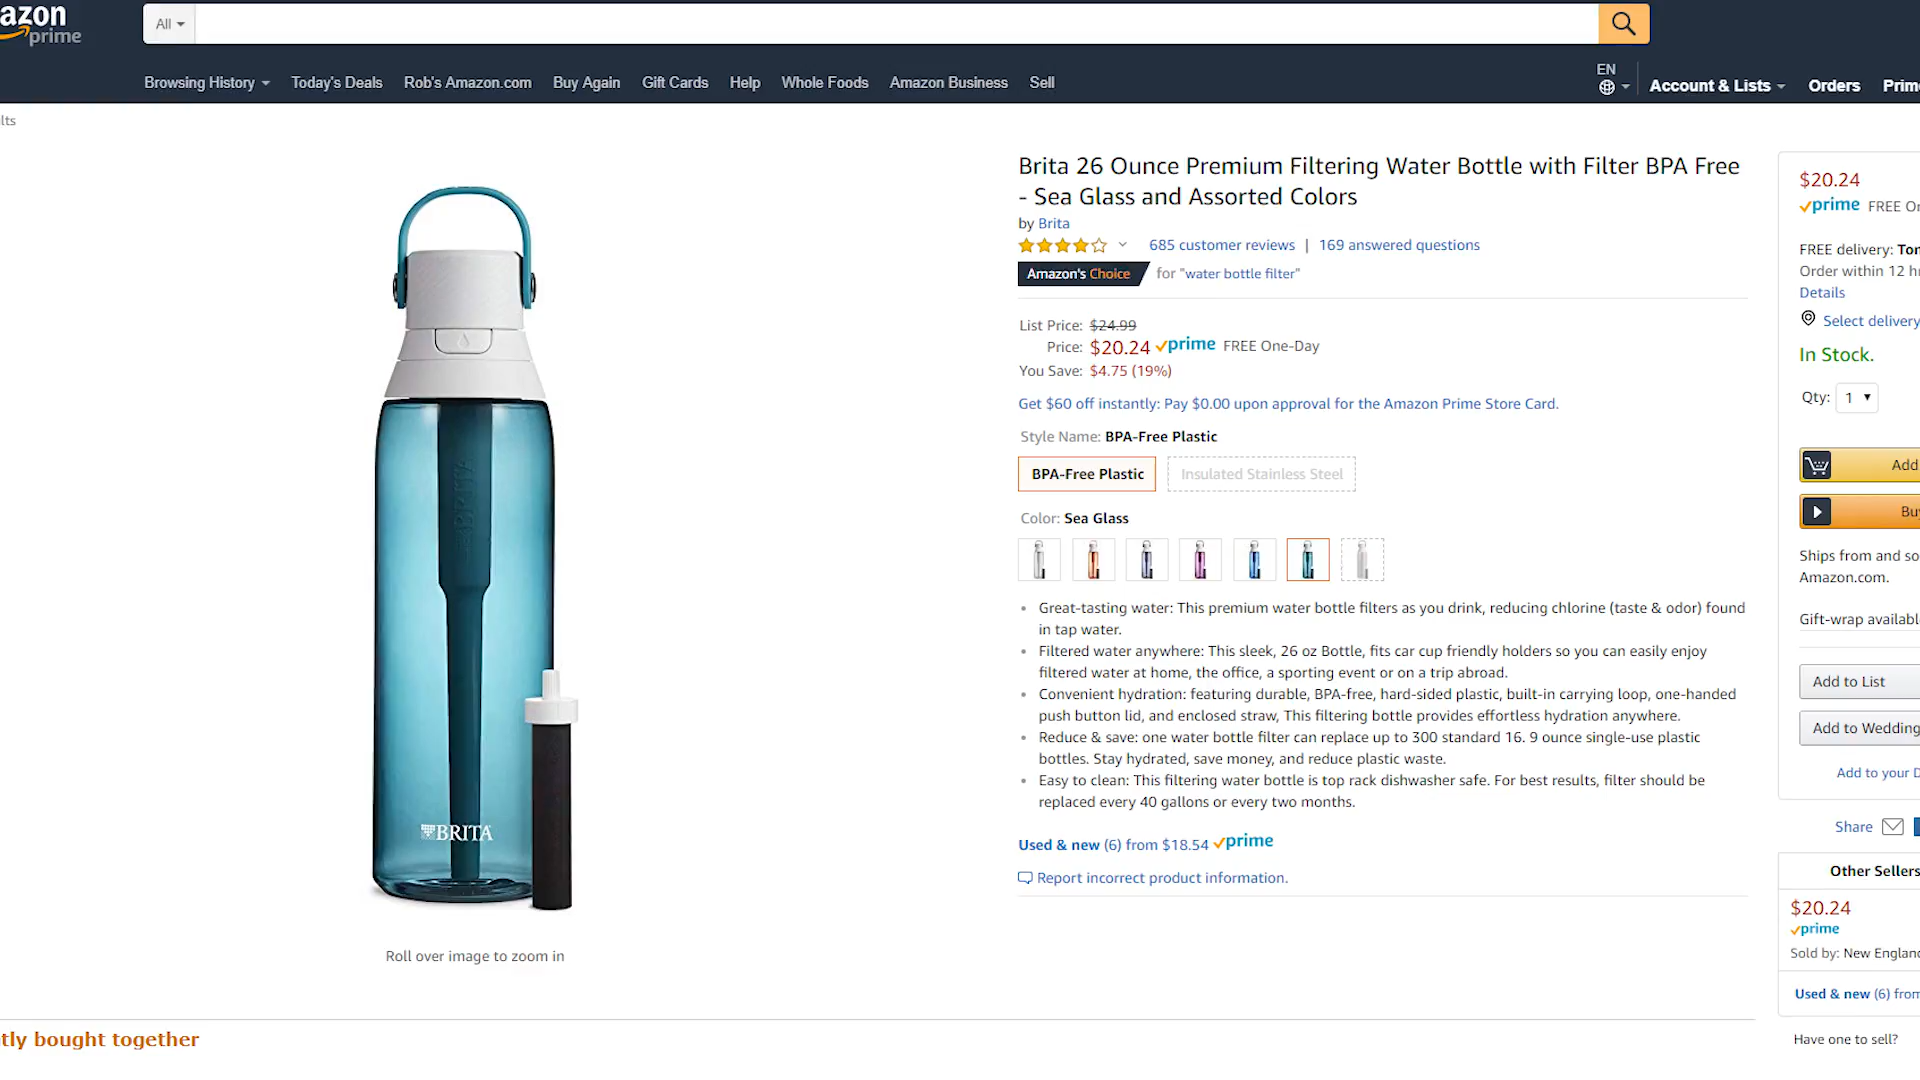 azon
prime
All
Browsing History
Today's Deals
Rob's Amazon.com
Buy Again
Gift Cards
Help
Whole Foods
Amazon Business
Sell
EN
Account & Lists
Orders
Prim
lts
BRITA
Roll over image to zoom in
Brita 26 Ounce Premium Filtering Water Bottle with Filter BPA Free
- Sea Glass and Assorted Colors
by Brita
685 customer reviews | 169 answered questions
Amazon's Choice for "water bottle filter"
List Price: $24.99
Price: $20.24 prime FREE One-Day
You Save: $4.75 (19%)
Get $60 off instantly: Pay $0.00 upon approval for the Amazon Prime Store Card.
Style Name: BPA-Free Plastic
BPA-Free Plastic
Insulated Stainless Steel
Color: Sea Glass
• Great-tasting water: This premium water bottle filters as you drink, reducing chlorine (taste & odor) found
in tap water.
• Filtered water anywhere: This sleek, 26 oz Bottle, fits car cup friendly holders so you can easily enjoy
filtered water at home, the office, a sporting event or on a trip abroad.
• Convenient hydration: featuring durable, BPA-free, hard-sided plastic, built-in carrying loop, one-handed
push button lid, and enclosed straw, This filtering bottle provides effortless hydration anywhere.
• Reduce & save: one water bottle filter can replace up to 300 standard 16. 9 ounce single-use plastic
bottles. Stay hydrated, save money, and reduce plastic waste.
• Easy to clean: This filtering water bottle is top rack dishwasher safe. For best results, filter should be
replaced every 40 gallons or every two months.
Used & new (6) from $18.54 prime
Report incorrect product information.
$20.24
prime FREE On
FREE delivery: Ton
Order within 12 hr
Details
Select delivery
In Stock.
Qty: 1
Add
Buy
Ships from and so
Amazon.com.
Gift-wrap availabl
Add to List
Add to Wedding
Add to your D
Share
Other Sellers
$20.24
prime
Sold by: New England
Used & new (6) from
Have one to sell?
tly bought together